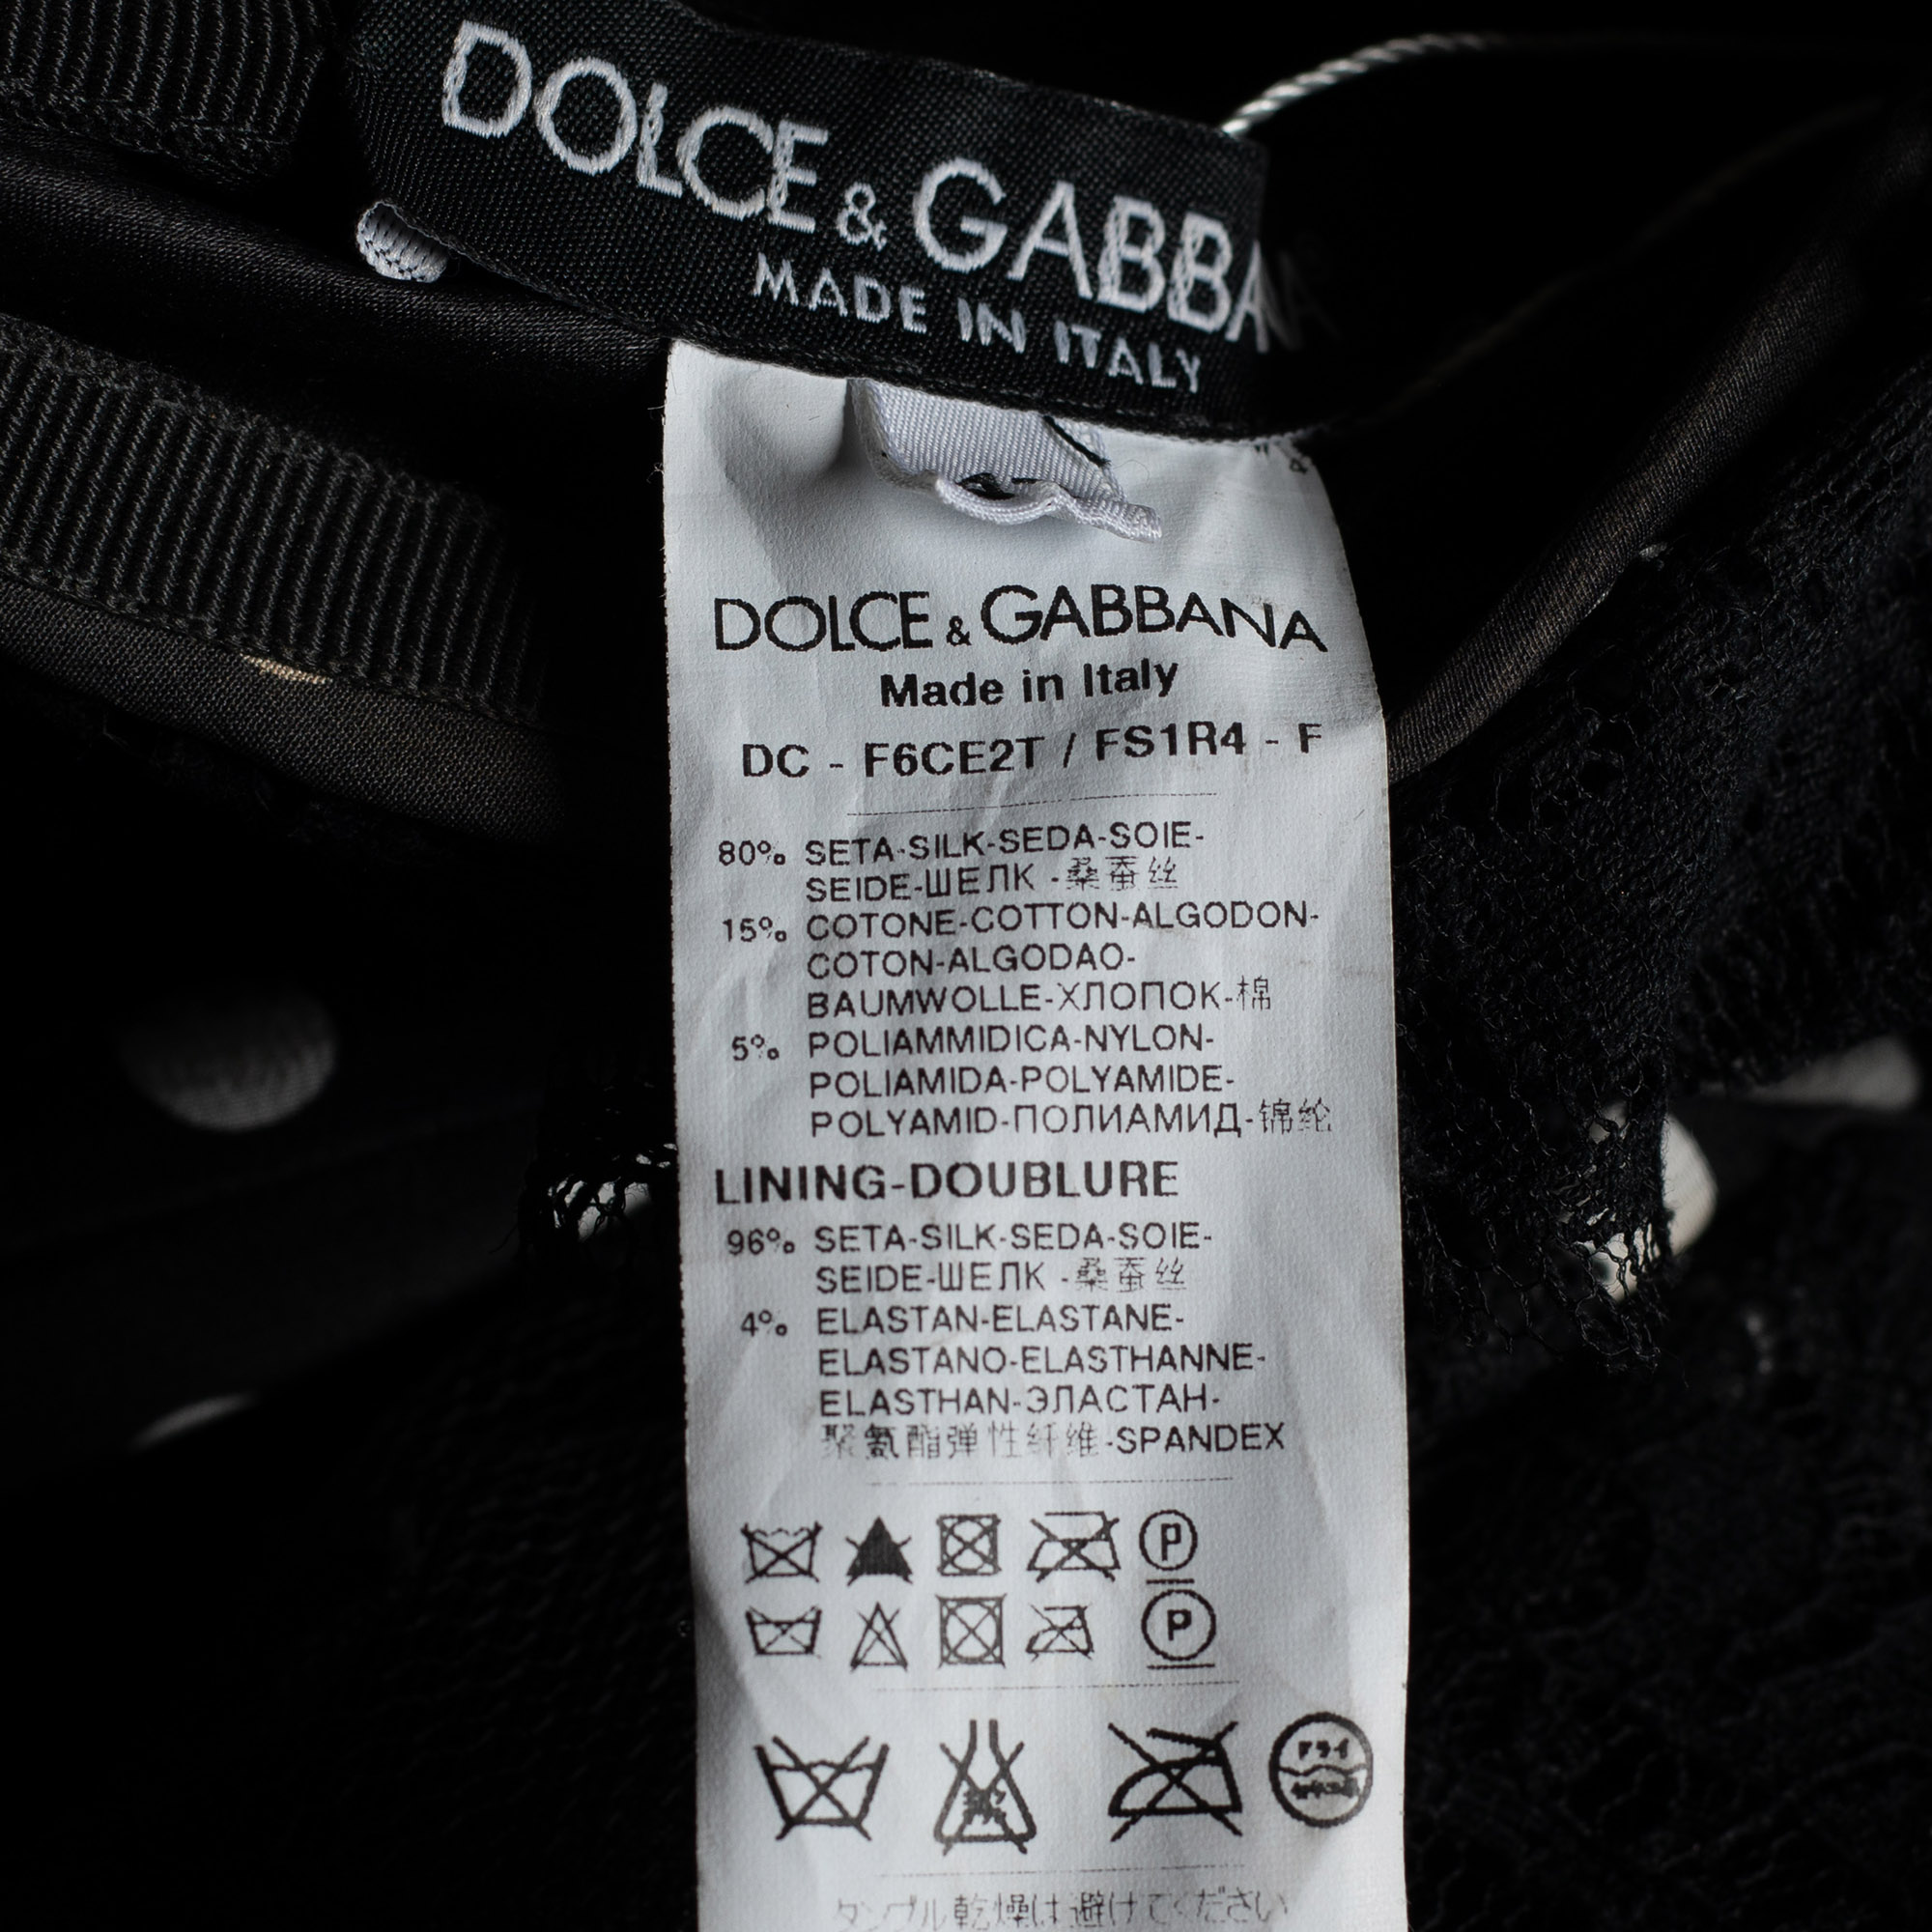 DOLCE & GABBANA
MADE IN ITALY
DOLCE & GABBANA
Made in Italy
DC - F6CE2T / FS1R4 - F
80% SETA-SILK-SEDA-SOIE-
SEIDE-ШЕЛК -桑蚕丝
15% COTONE-COTTON-ALGODON-
COTON-ALGODAO-
BAUMWOLLE-ХЛОПОК-棉
5% POLIAMMIDICA-NYLON-
POLIAMIDA-POLYAMIDE-
POLYAMID-ПОЛИАМИД-锦纶
LINING-DOUBLURE
96% SETA-SILK-SEDA-SOIE-
SEIDE-ШЕЛК -桑蚕丝
4% ELASTAN-ELASTANE-
ELASTANO-ELASTHANNE-
ELASTHAN-ЭЛАСТАН-
聚氨酯弹性纤维-SPANDEX
P
P
ドライ
タンブル乾燥は避けてください